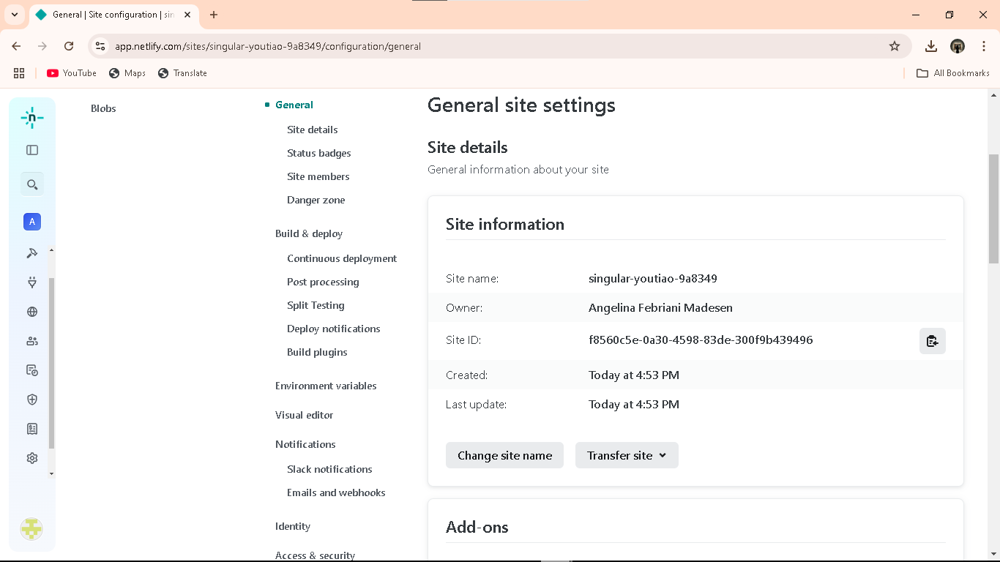 General | Site configuration | sin
app.netlify.com/sites/singular-youtiao-9a8349/configuration/general
YouTube
Maps
Translate
All Bookmarks
n
A
Blobs
General
Site details
Status badges
Site members
Danger zone
Build & deploy
Continuous deployment
Post processing
Split Testing
Deploy notifications
Build plugins
Environment variables
Visual editor
Notifications
Slack notifications
Emails and webhooks
Identity
Access & security
General site settings
Site details
General information about your site
Site information
Site name: singular-youtiao-9a8349
Owner: Angelina Febriani Madesen
Site ID: f8560c5e-0a30-4598-83de-300f9b439496
Created: Today at 4:53 PM
Last update: Today at 4:53 PM
Change site name
Transfer site
Add-ons